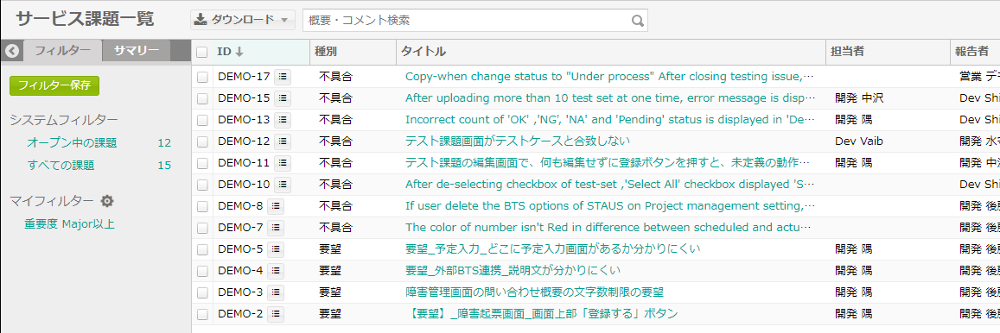 サービス課題一覧 ダウンロード 概要・コメント検索
フィルター サマリー ID 種別 タイトル 担当者 報告者
フィルター保存
システムフィルター
オープン中の課題 12
すべての課題 15
マイフィルター
重要度 Major以上
DEMO-17 不具合 Copy-when change status to "Under process" After closing testing issue,… 営業 デモ
DEMO-15 不具合 After uploading more than 10 test set at one time, error message is disp… 開発 中沢 Dev Shi
DEMO-13 不具合 Incorrect count of 'OK' ,'NG', 'NA' and 'Pending' status is displayed in 'De… 開発 隅 Dev Shi
DEMO-12 不具合 テスト課題画面がテストケースと合致しない Dev Vaib 開発
DEMO-11 不具合 テスト課題の編集画面で、何も編集せずに登録ボタンを押すと、未定義の動作… 開発 隅 開発 中
DEMO-10 不具合 After de-selecting checkbox of test-set ,'Select All' checkbox displayed 'S… Dev Shi
DEMO-8 不具合 If user delete the BTS options of STAUS on Project management setting,… 開発 後
DEMO-7 不具合 The color of number isn't Red in difference between scheduled and actu… 開発 後
DEMO-5 要望 要望_予定入力_どこに予定入力画面があるか分かりにくい 開発 隅 開発 後
DEMO-4 要望 要望_外部BTS連携_説明文が分かりにくい 開発 隅 開発 後
DEMO-3 要望 障害管理画面の問い合わせ概要の文字数制限の要望 開発 隅 開発 後
DEMO-2 要望 【要望】_障害起票画面_画面上部「登録する」ボタン 開発 隅 開発 後